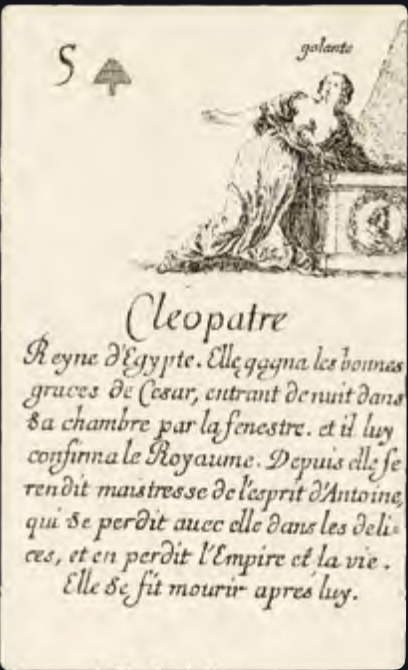 5
galante
Cleopatre
Reyne d'Egypte. Elle gagna les bonnes
graces de Cesar, entrant de nuit dans
sa chambre par la fenestre. et il luy
confirma le Royaume. Depuis elle se
rendit maistresse de l'esprit d'Antoine,
qui se perdit avec elle dans les deli=
ces, et en perdit l'Empire et la vie.
Elle se fit mourir apres luy.